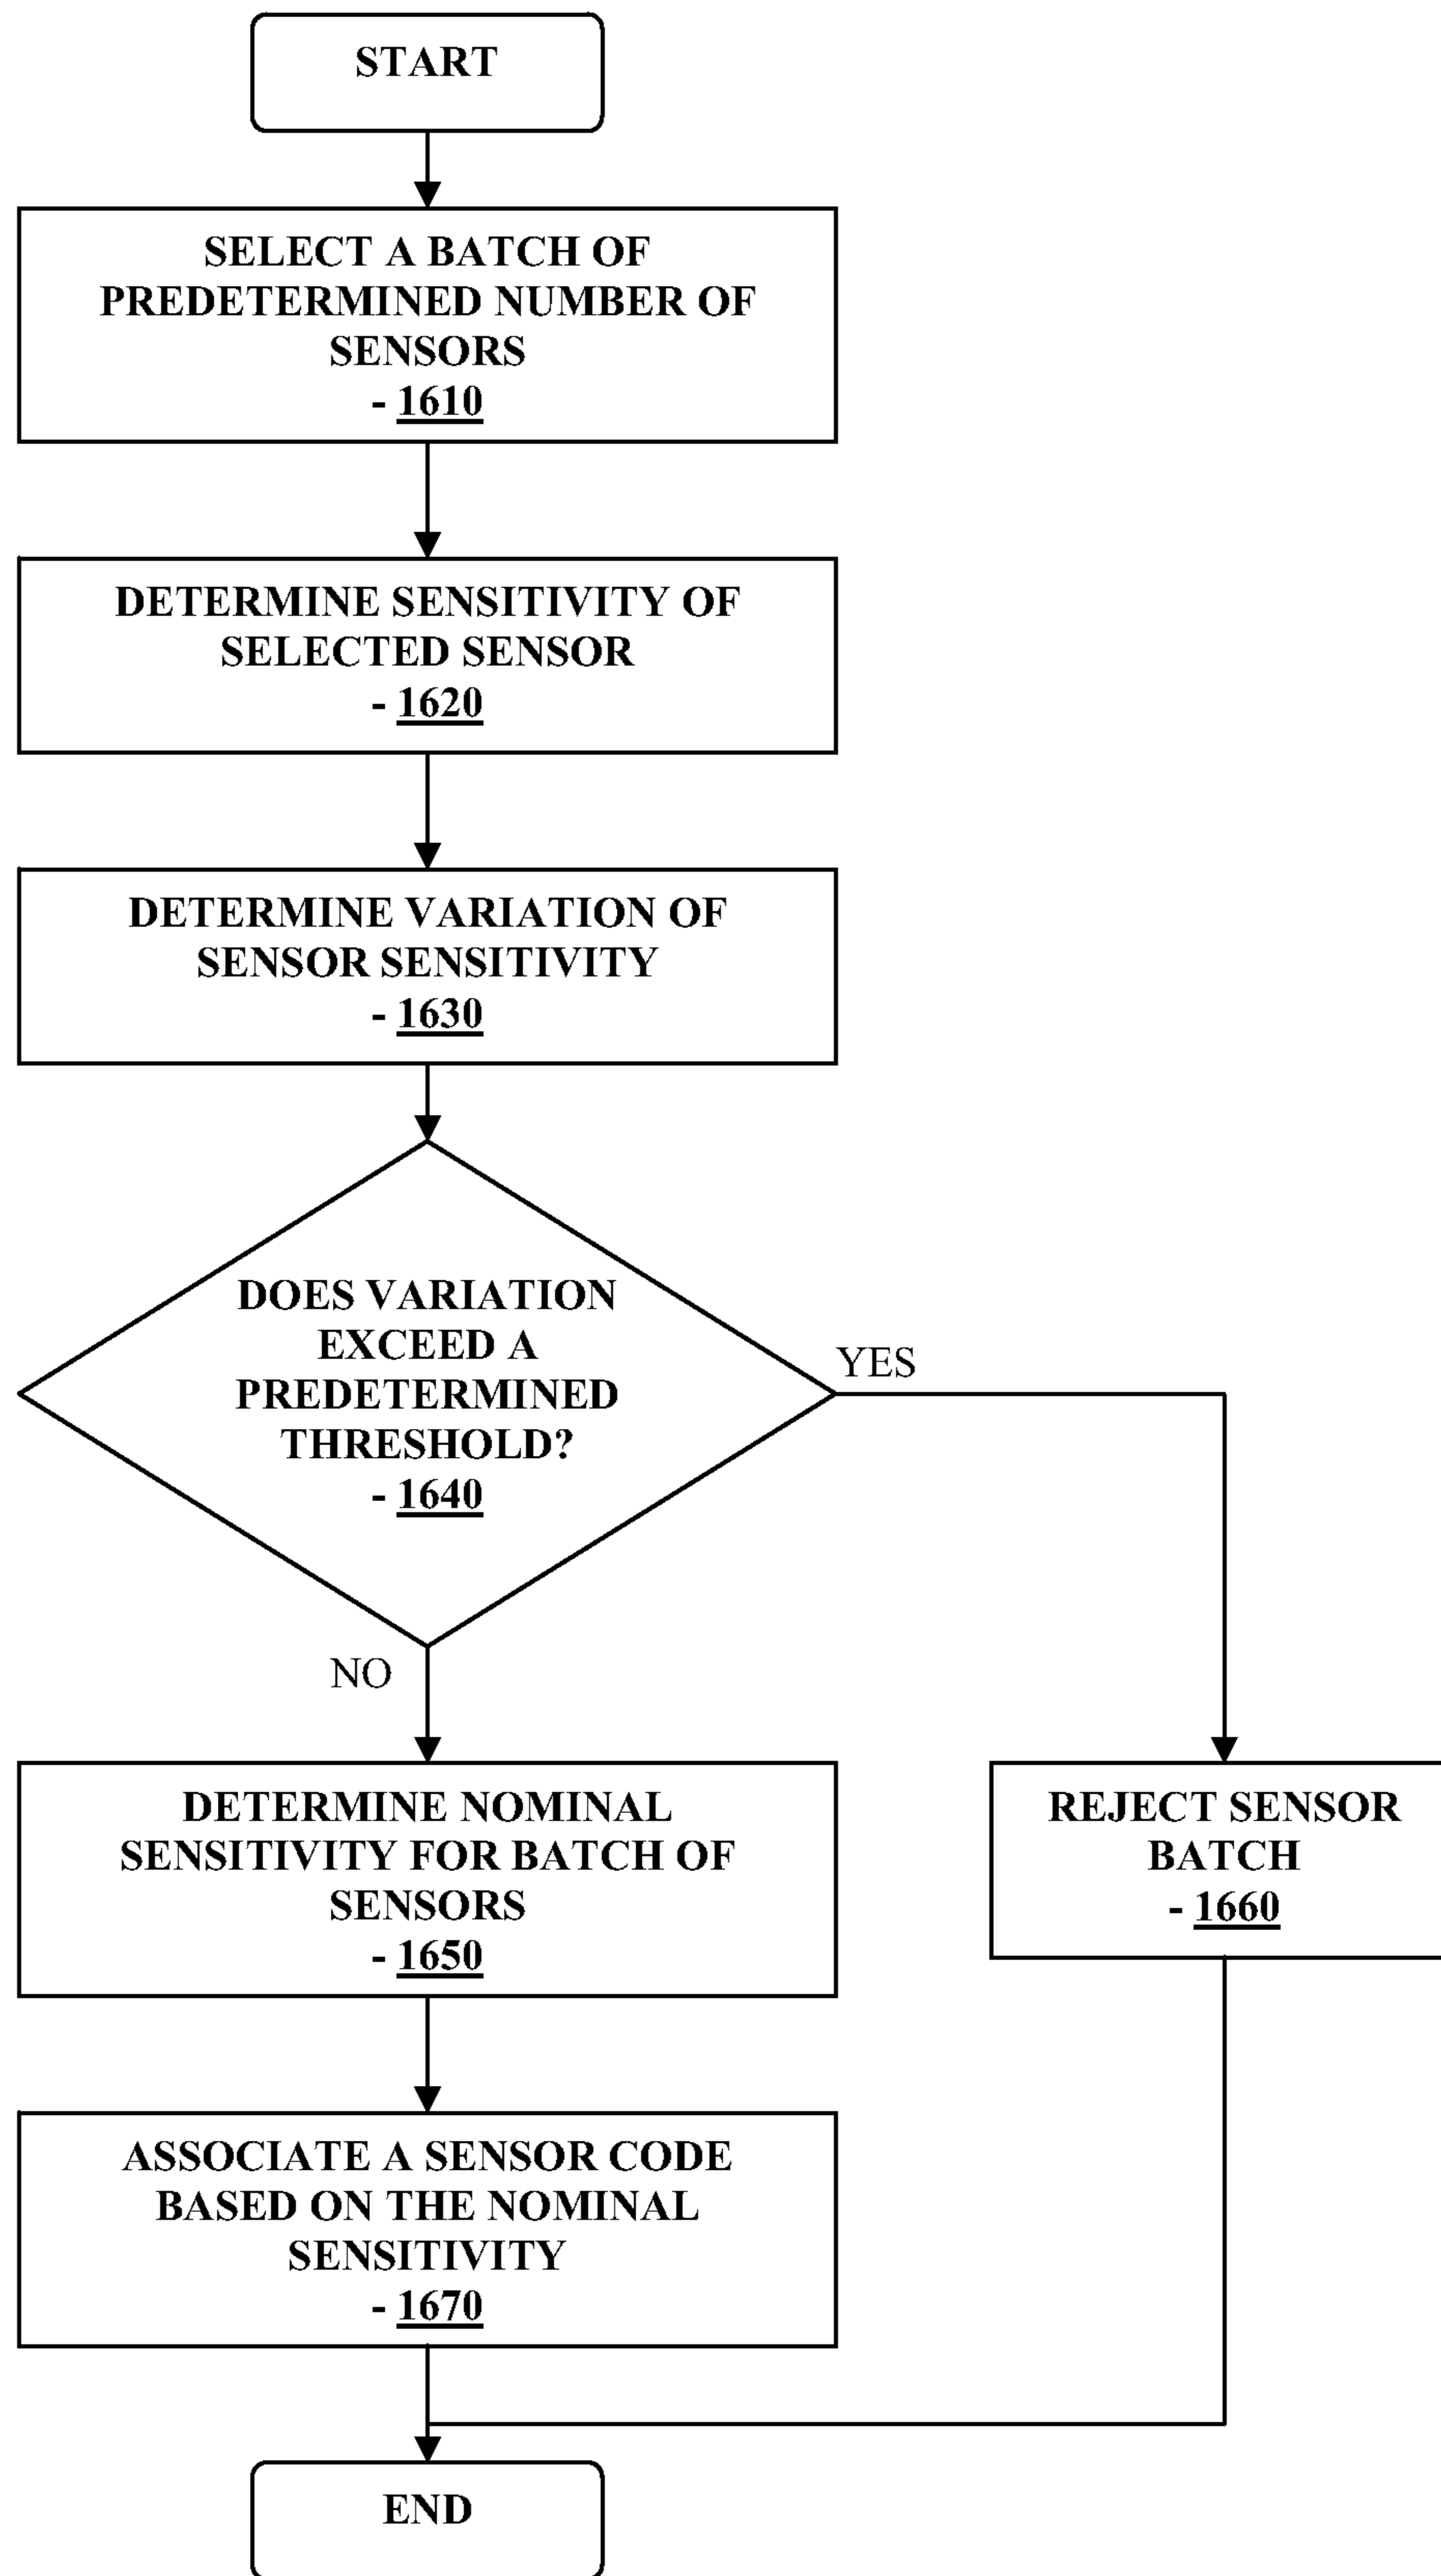 START
SELECT A BATCH OF
PREDETERMINED NUMBER OF
SENSORS
- 1610
DETERMINE SENSITIVITY OF
SELECTED SENSOR
- 1620
DETERMINE VARIATION OF
SENSOR SENSITIVITY
- 1630
DOES VARIATION
EXCEED A
PREDETERMINED
THRESHOLD?
- 1640
YES
NO
DETERMINE NOMINAL
SENSITIVITY FOR BATCH OF
SENSORS
- 1650
REJECT SENSOR
BATCH
- 1660
ASSOCIATE A SENSOR CODE
BASED ON THE NOMINAL
SENSITIVITY
- 1670
END